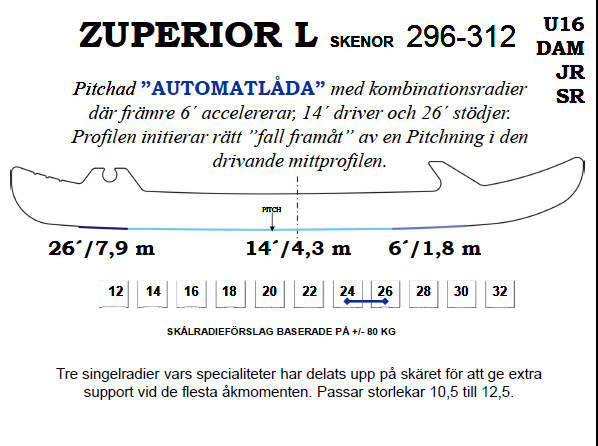 ZUPERIOR L SKENOR 296-312
U16
DAM
JR
SR
Pitchad ”AUTOMATLÅDA” med kombinationsradier
där främre 6´ accelererar, 14´ driver och 26´ stödjer.
Profilen initierar rätt ”fall framåt” av en Pitchning i den
drivande mittprofilen.
PITCH
26´/7,9 m 14´/4,3 m 6´/1,8 m
12 14 16 18 20 22 24 26 28 30 32
SKÅLRADIEFÖRSLAG BASERADE PÅ +/- 80 KG
Tre singelradier vars specialiteter har delats upp på skäret för att ge extra
support vid de flesta åkmomenten. Passar storlekar 10,5 till 12,5.